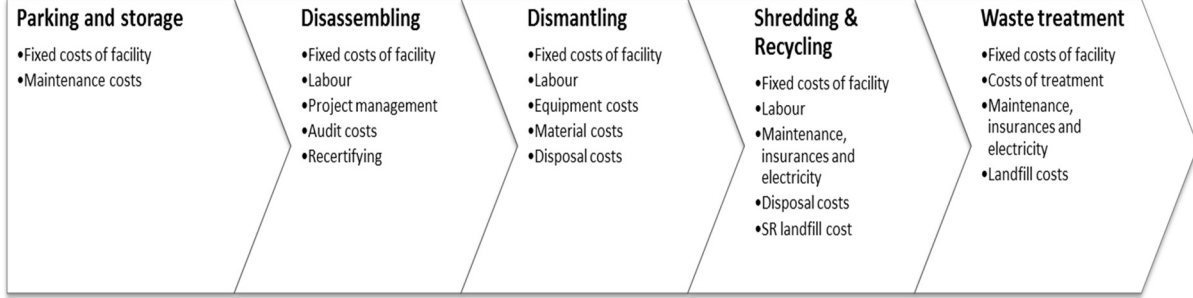 Parking and storage
•Fixed costs of facility
•Maintenance costs
Disassembling
•Fixed costs of facility
•Labour
•Project management
•Audit costs
•Recertifying
Dismantling
•Fixed costs of facility
•Labour
•Equipment costs
•Material costs
•Disposal costs
Shredding &
Recycling
•Fixed costs of facility
•Labour
•Maintenance,
insurances and
electricity
•Disposal costs
•SR landfill cost
Waste treatment
•Fixed costs of facility
•Costs of treatment
•Maintenance,
insurances and
electricity
•Landfill costs